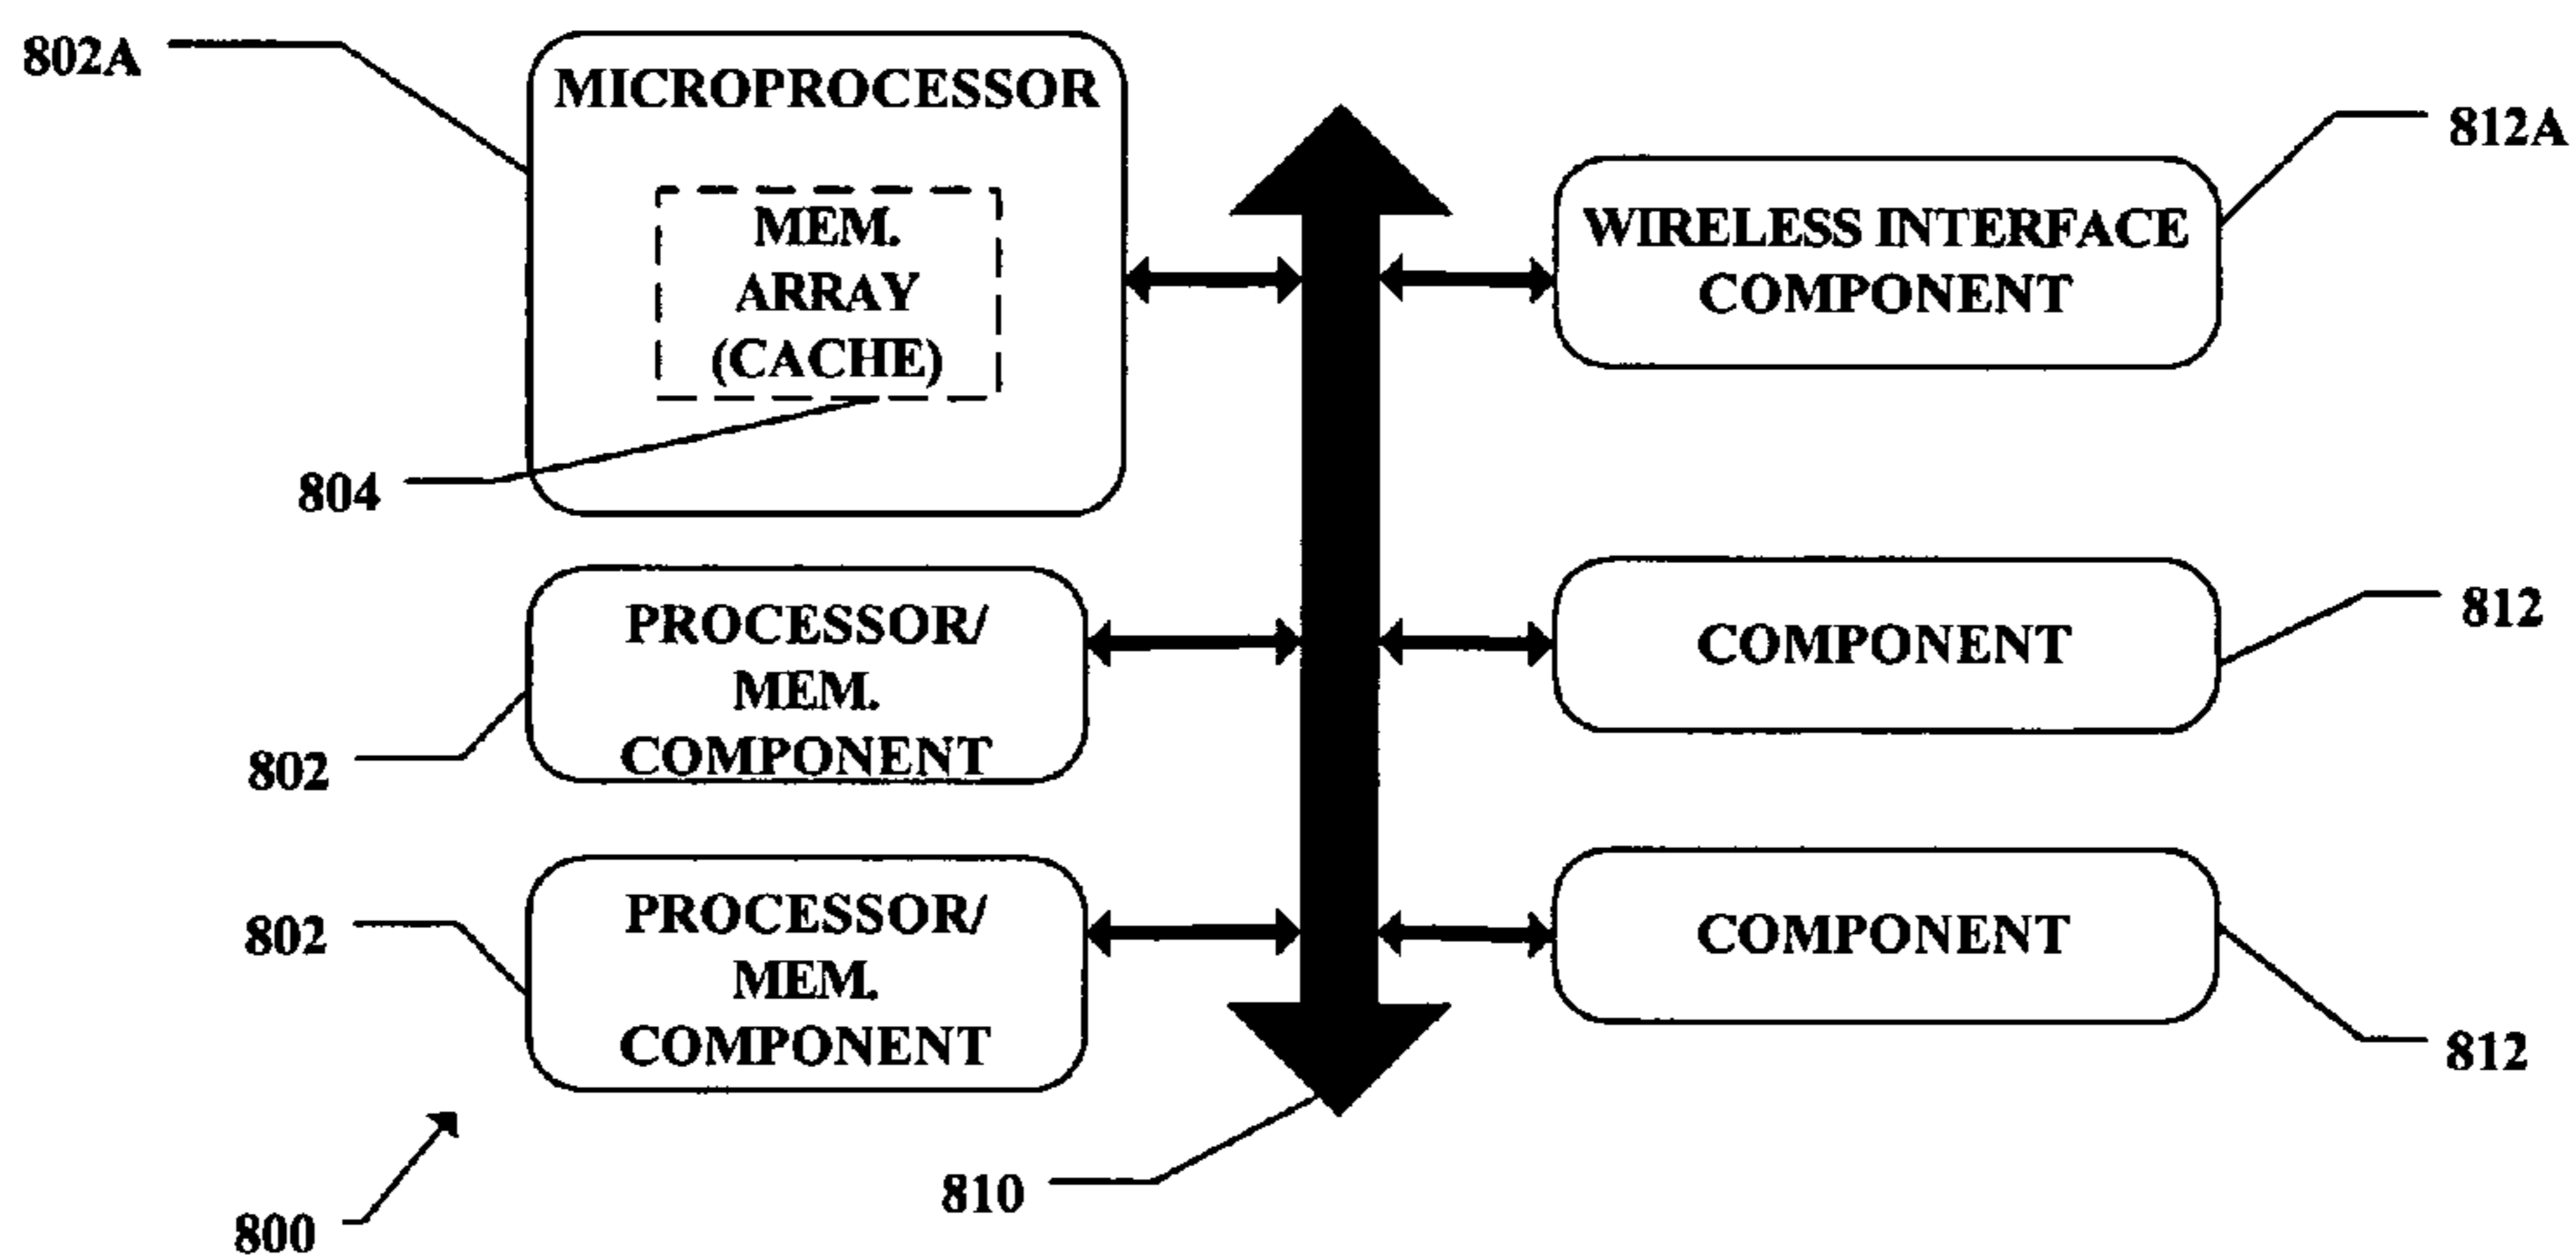 802A
MICROPROCESSOR
MEM.
ARRAY
(CACHE)
804
812A
WIRELESS INTERFACE
COMPONENT
PROCESSOR/
MEM.
COMPONENT
802
COMPONENT
812
PROCESSOR/
MEM.
COMPONENT
802
COMPONENT
812
810
800